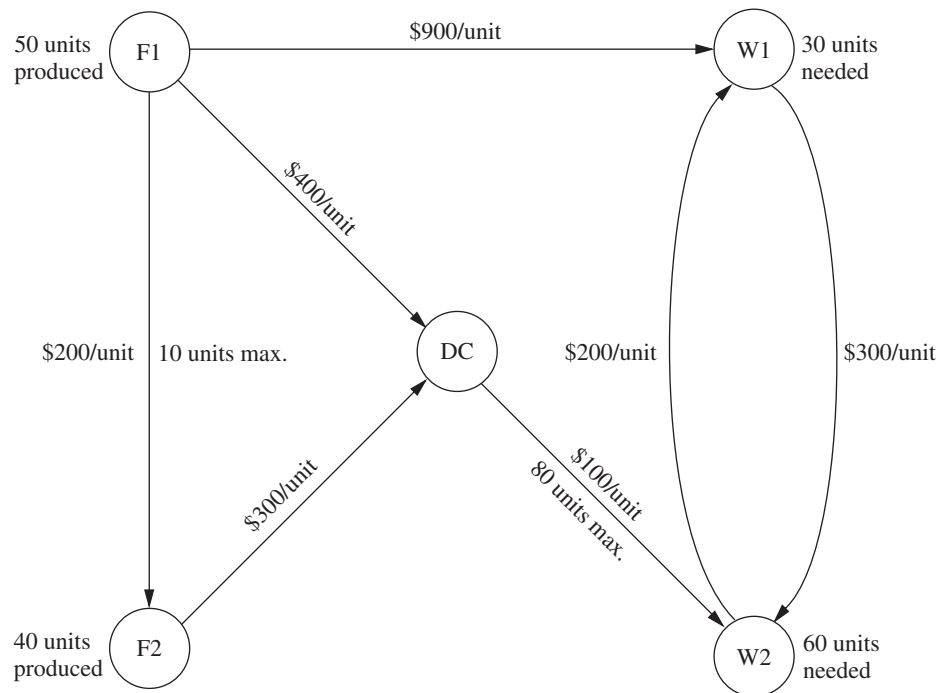 50 units
produced
F1
$900/unit
W1
30 units
needed
$400/unit
$200/unit
10 units max.
DC
$200/unit
$300/unit
$300/unit
$100/unit
80 units max.
40 units
produced
F2
W2
60 units
needed